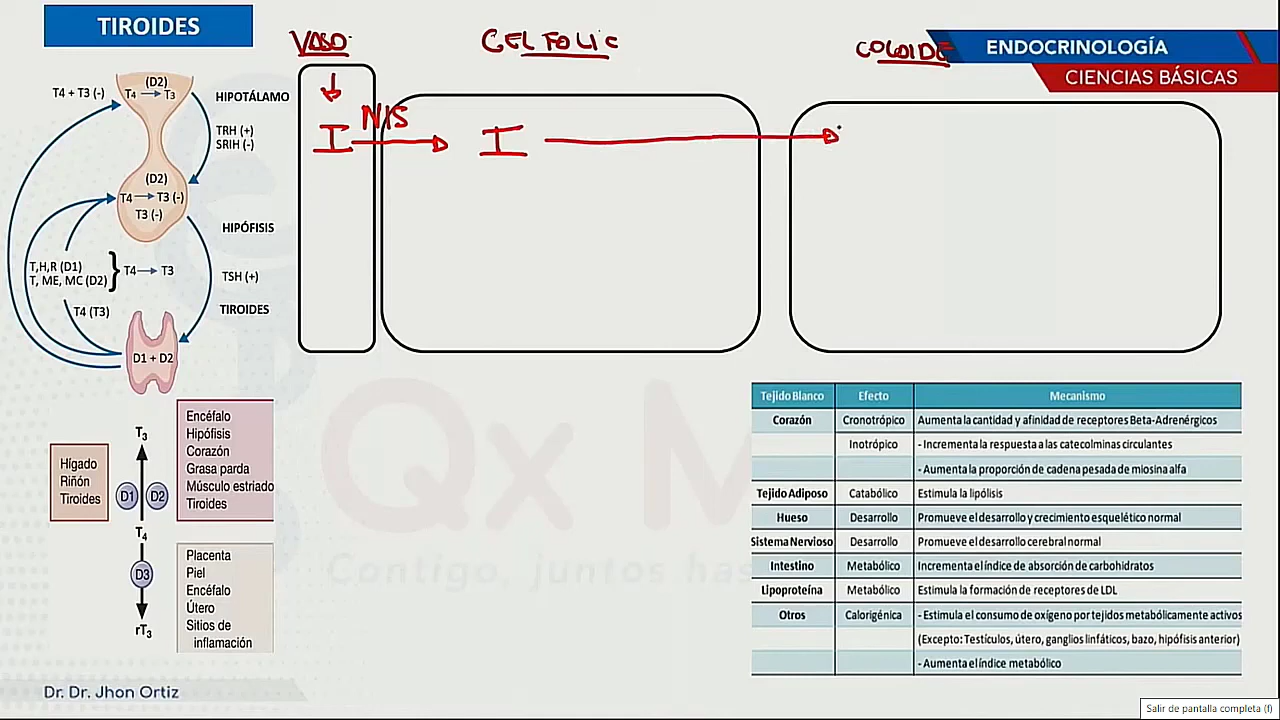 TIROIDES
VASO
CEL FOLIC
COLOIDE
ENDOCRINOLOGÍA
CIENCIAS BÁSICAS
T4 + T3 (-)
(D2)
T4 T3
HIPOTÁLAMO
TRH (+)
SRIH (-)
(D2)
T4 T3 (-)
T3 (-)
HIPÓFISIS
T,H,R (D1)
T, ME, MC (D2)
} T4 T3
TSH (+)
T4 (T3)
TIROIDES
D1 + D2
I NIS I
T3
Hígado
Riñón
Tiroides
D1 D2
Encéfalo
Hipófisis
Corazón
Grasa parda
Músculo estriado
Tiroides
T4
D3
rT3
Placenta
Piel
Encéfalo
Útero
Sitios de
inflamación
Qx M
Contigo juntos has
Tejido Blanco Efecto Mecanismo
Corazón Cronotrópico Aumenta la cantidad y afinidad de receptores Beta-Adrenérgicos
Inotrópico - Incrementa la respuesta a las catecolminas circulantes
- Aumenta la proporción de cadena pesada de miosina alfa
Tejido Adiposo Catabólico Estimula la lipólisis
Hueso Desarrollo Promueve el desarrollo y crecimiento esquelético normal
Sistema Nervioso Desarrollo Promueve el desarrollo cerebral normal
Intestino Metabólico Incrementa el índice de absorción de carbohidratos
Lipoproteína Metabólico Estimula la formación de receptores de LDL
Otros Calorigénica - Estimula el consumo de oxígeno por tejidos metabólicamente activos
(Excepto: Testículos, útero, ganglios linfáticos, bazo, hipófisis anterior)
- Aumenta el índice metabólico
Dr. Dr. Jhon Ortiz
Salir de pantalla completa (f)